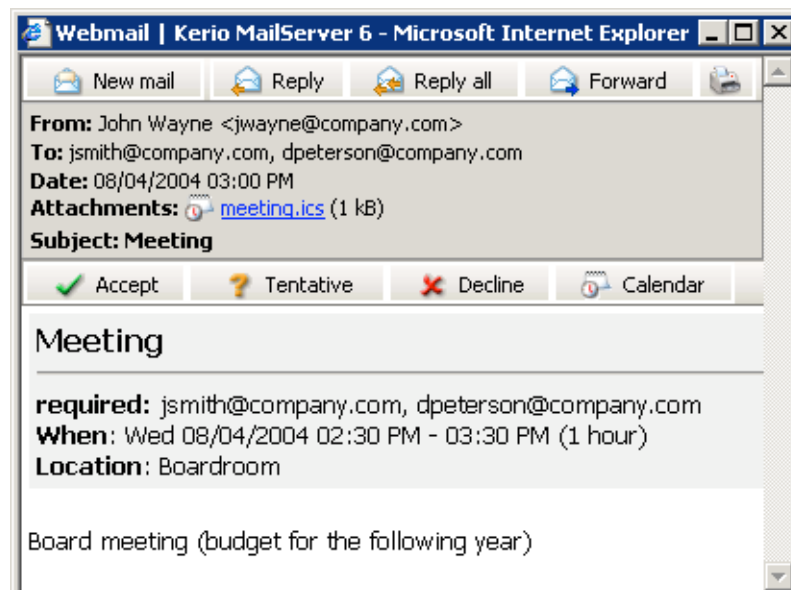 Webmail | Kerio MailServer 6 - Microsoft Internet Explorer
New mail Reply Reply all Forward
From: John Wayne <jwayne@company.com>
To: jsmith@company.com, dpeterson@company.com
Date: 08/04/2004 03:00 PM
Attachments: meeting.ics (1 kB)
Subject: Meeting
Accept Tentative Decline Calendar
Meeting
required: jsmith@company.com, dpeterson@company.com
When: Wed 08/04/2004 02:30 PM - 03:30 PM (1 hour)
Location: Boardroom
Board meeting (budget for the following year)